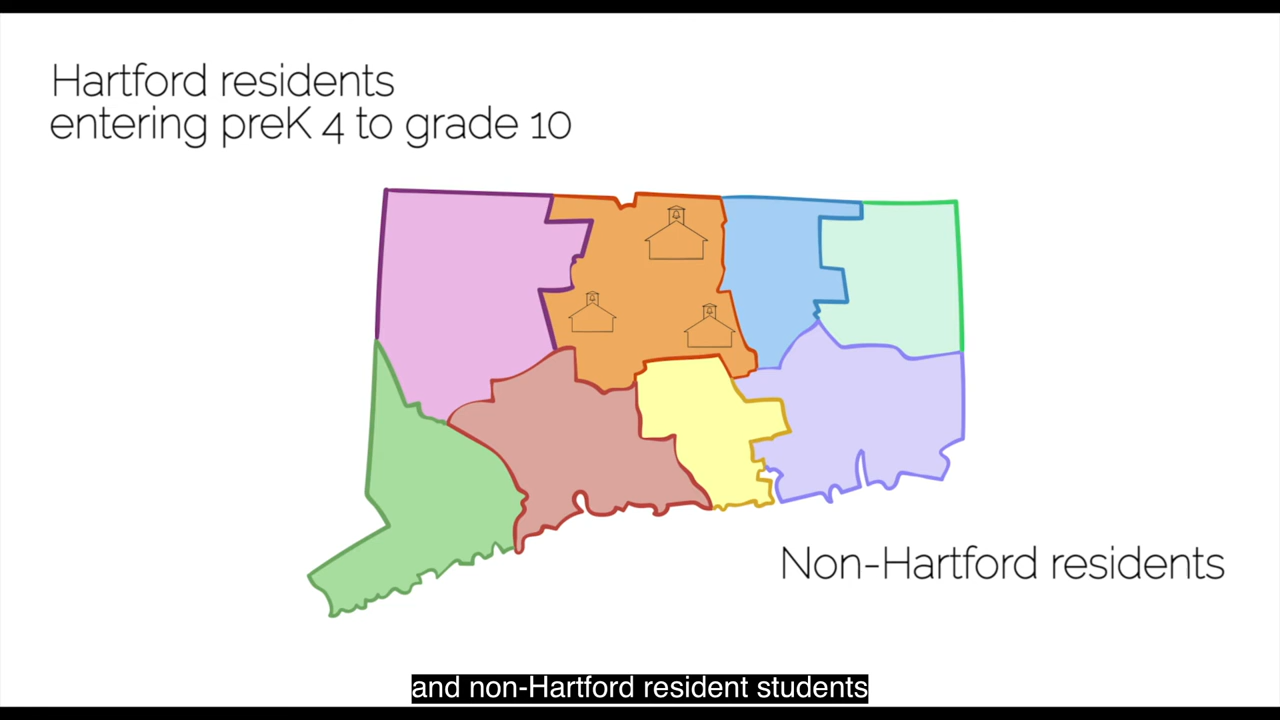 Hartford residents
entering preK 4 to grade 10
Non-Hartford residents
and non-Hartford resident students